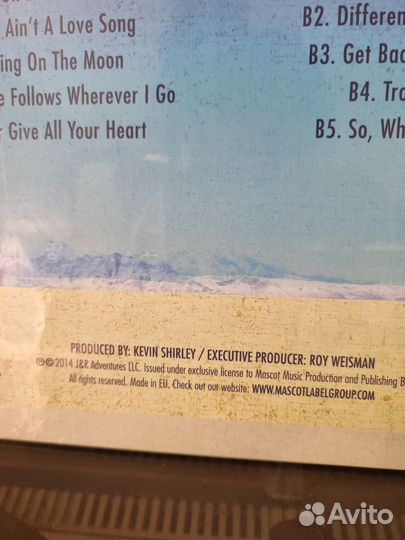 Ain't A Love Song
ing On The Moon
e Follows Wherever I Go
r Give All Your Heart
B2. Differen
B3. Get Bac
B4. Tro
B5. So, Wh
PRODUCED BY: KEVIN SHIRLEY / EXECUTIVE PRODUCER: ROY WEISMAN
℗ © 2014 J&R Adventures LLC. Issued under exclusive license to Mascot Music Production and Publishing B
All rights reserved. Made in EU. Check out our website: WWW.MASCOTLABELGROUP.COM
Avito